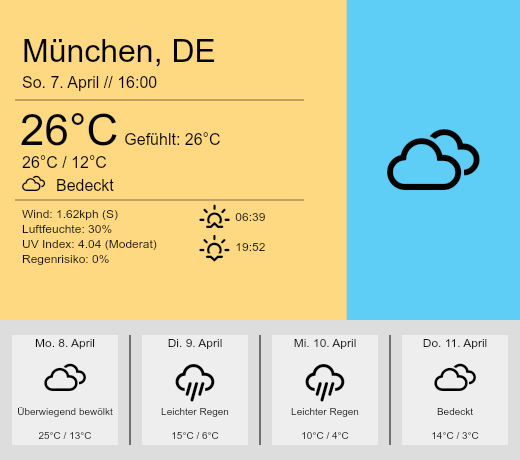 München, DE
So. 7. April // 16:00
26°C Gefühlt: 26°C
26°C / 12°C
Bedeckt
Wind: 1.62kph (S)
Luftfeuchte: 30%
UV Index: 4.04 (Moderat)
Regenrisiko: 0%
06:39
19:52
Mo. 8. April
Überwiegend bewölkt
25°C / 13°C
Di. 9. April
Leichter Regen
15°C / 6°C
Mi. 10. April
Leichter Regen
10°C / 4°C
Do. 11. April
Bedeckt
14°C / 3°C